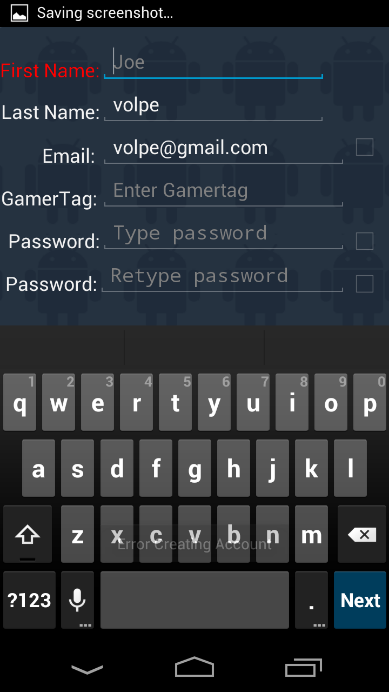 Saving screenshot...
First Name: Joe
Last Name: volpe
Email: volpe@gmail.com
GamerTag: Enter Gamertag
Password: Type password
Password: Retype password
1 2 3 4 5 6 7 8 9 0
q w e r t y u i o p
a s d f g h j k l
z x c v b n m
Error Creating Account
?123 ... . ... Next